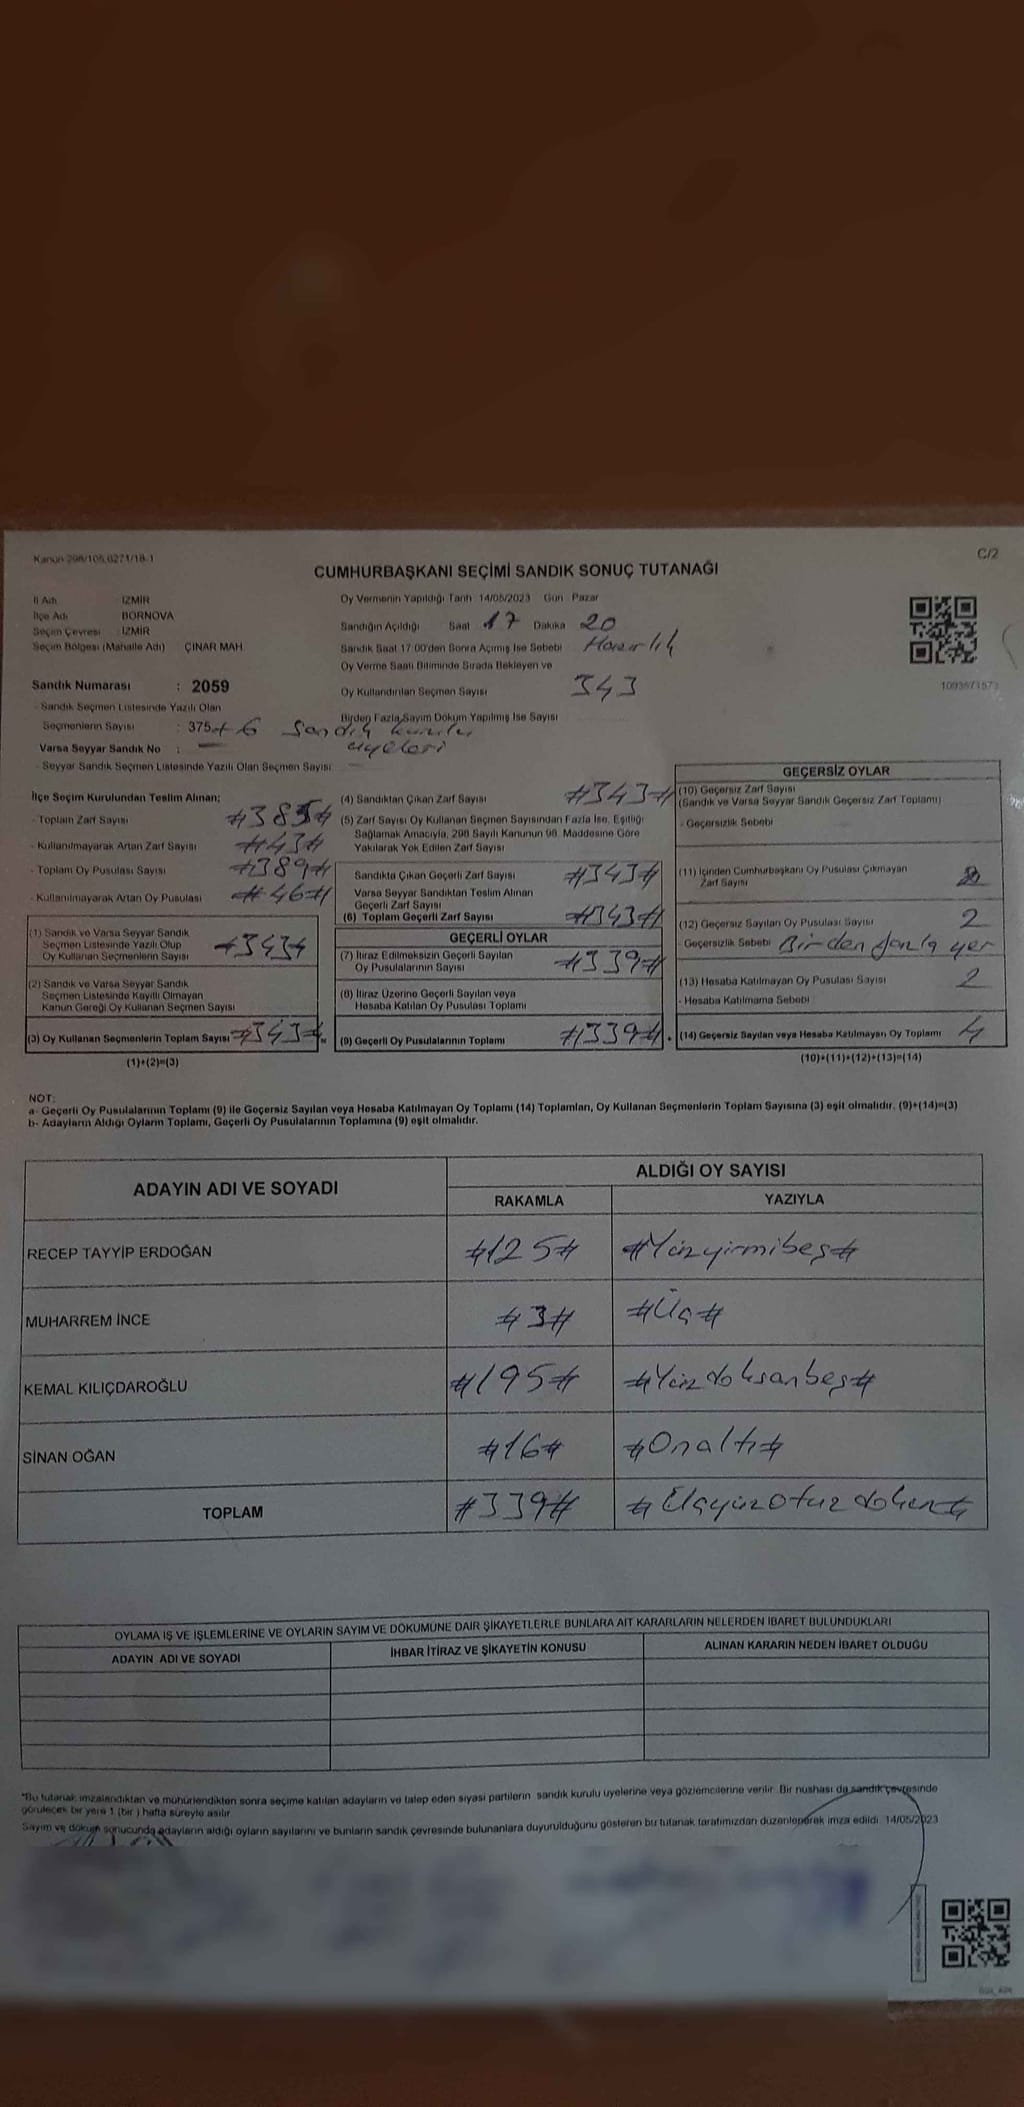 Kanun 298/105,6271/18-1
C/2
CUMHURBAŞKANI SEÇİMİ SANDIK SONUÇ TUTANAĞI
İl Adı İZMİR
İlçe Adı BORNOVA
Seçim Çevresi : İZMİR
Seçim Bölgesi (Mahalle Adı) ÇINAR MAH
Sandık Numarası : 2059
- Sandık Seçmen Listesinde Yazılı Olan
Seçmenlerin Sayısı : 375 + 6 Sandık kurulu üyeleri
Varsa Seyyar Sandık No : —
- Seyyar Sandık Seçmen Listesinde Yazılı Olan Seçmen Sayısı
Oy Vermenin Yapıldığı Tarih 14/05/2023 Gün Pazar
Sandığın Açıldığı Saat 17 Dakika 20
Sandık Saat 17.00'den Sonra Açılmış İse Sebebi Hazırlık
Oy Verme Saati Bitiminde Sırada Bekleyen ve
Oy Kullandırılan Seçmen Sayısı 343
Birden Fazla Sayım Döküm Yapılmış İse Sayısı
1093571573
İlçe Seçim Kurulundan Teslim Alınan;
- Toplam Zarf Sayısı #385#
- Kullanılmayarak Artan Zarf Sayısı #43#
- Toplam Oy Pusulası Sayısı #389#
- Kullanılmayarak Artan Oy Pusulası #46#
(1) Sandık ve Varsa Seyyar Sandık
Seçmen Listesinde Yazılı Olup
Oy Kullanan Seçmenlerin Sayısı #343#
(2) Sandık ve Varsa Seyyar Sandık
Seçmen Listesinde Kayıtlı Olmayan
Kanun Gereği Oy Kullanan Seçmen Sayısı
(3) Oy Kullanan Seçmenlerin Toplam Sayısı #343#
(1)+(2)=(3)
(4) Sandıktan Çıkan Zarf Sayısı #343#
(5) Zarf Sayısı Oy Kullanan Seçmen Sayısından Fazla İse, Eşitliği
Sağlamak Amacıyla, 298 Sayılı Kanunun 98. Maddesine Göre
Yakılarak Yok Edilen Zarf Sayısı
Sandıkta Çıkan Geçerli Zarf Sayısı #343#
Varsa Seyyar Sandıktan Teslim Alınan
Geçerli Zarf Sayısı
(6) Toplam Geçerli Zarf Sayısı #343#
GEÇERLİ OYLAR
(7) İtiraz Edilmeksizin Geçerli Sayılan
Oy Pusulalarının Sayısı #339#
(8) İtiraz Üzerine Geçerli Sayılan veya
Hesaba Katılan Oy Pusulası Toplamı
(9) Geçerli Oy Pusulalarının Toplamı #339#
GEÇERSİZ OYLAR
(10) Geçersiz Zarf Sayısı
(Sandık ve Varsa Seyyar Sandık Geçersiz Zarf Toplamı)
- Geçersizlik Sebebi
(11) İçinden Cumhurbaşkanı Oy Pusulası Çıkmayan
Zarf Sayısı
(12) Geçersiz Sayılan Oy Pusulası Sayısı 2
Geçersizlik Sebebi Birden fazla yer
(13) Hesaba Katılmayan Oy Pusulası Sayısı 2
- Hesaba Katılmama Sebebi
(14) Geçersiz Sayılan veya Hesaba Katılmayan Oy Toplamı 4
(10)+(11)+(12)+(13)=(14)
NOT:
a- Geçerli Oy Pusulalarının Toplamı (9) ile Geçersiz Sayılan veya Hesaba Katılmayan Oy Toplamı (14) Toplamları, Oy Kullanan Seçmenlerin Toplam Sayısına (3) eşit olmalıdır. (9)+(14)=(3)
b- Adayların Aldığı Oyların Toplamı, Geçerli Oy Pusulalarının Toplamına (9) eşit olmalıdır.
ADAYIN ADI VE SOYADI ALDIĞI OY SAYISI
RAKAMLA YAZIYLA
RECEP TAYYİP ERDOĞAN #125# #Yüzyirmibeş#
MUHARREM İNCE #3# #Üç#
KEMAL KILIÇDAROĞLU #195# #Yüzdoksanbeş#
SİNAN OĞAN #16# #Onaltı#
TOPLAM #339# #Üçyüzotuzdokuz#
OYLAMA İŞ VE İŞLEMLERİNE VE OYLARIN SAYIM VE DÖKÜMÜNE DAİR ŞİKAYETLERLE BUNLARA AİT KARARLARIN NELERDEN İBARET BULUNDUKLARI
ADAYIN ADI VE SOYADI İHBAR İTİRAZ VE ŞİKAYETİN KONUSU ALINAN KARARIN NEDEN İBARET OLDUĞU
*Bu tutanak imzalandıktan ve mühürlendikten sonra seçime katılan adayların ve talep eden siyasi partilerin sandık kurulu üyelerine veya gözlemcilerine verilir. Bir nüshası da sandık çevresinde
görülecek bir yere 1 (bir) hafta süreyle asılır.
Sayım ve döküm sonucunda adayların aldığı oyların sayılarını ve bunların sandık çevresinde bulunanlara duyurulduğunu gösteren bu tutanak tarafımızdan düzenlenerek imza edildi. 14/05/2023